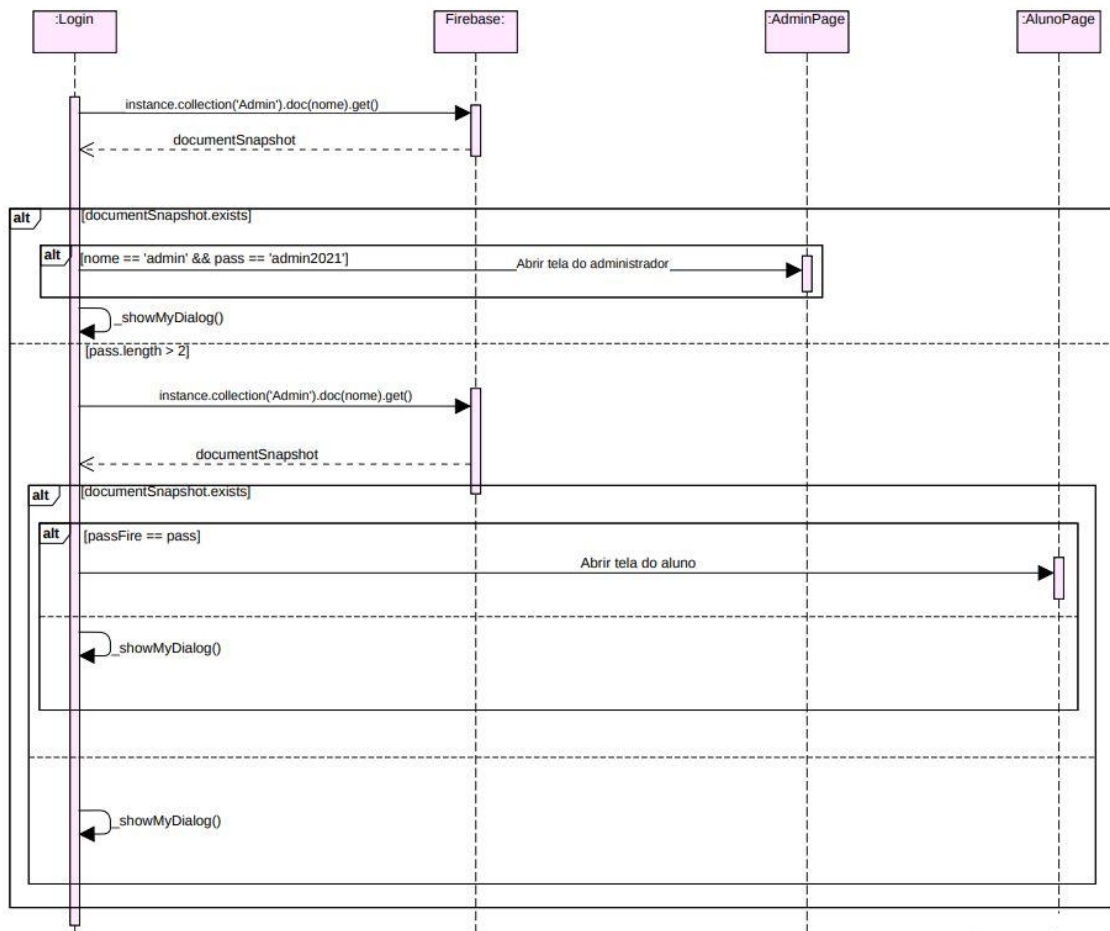 :Login
Firebase:
:AdminPage
:AlunoPage
instance.collection('Admin').doc(nome).get()
documentSnapshot
alt
[documentSnapshot.exists]
alt
[nome == 'admin' && pass == 'admin2021']
Abrir tela do administrador
_showMyDialog()
[pass.length > 2]
instance.collection('Admin').doc(nome).get()
documentSnapshot
alt
[documentSnapshot.exists]
alt
[passFire == pass]
Abrir tela do aluno
_showMyDialog()
_showMyDialog()